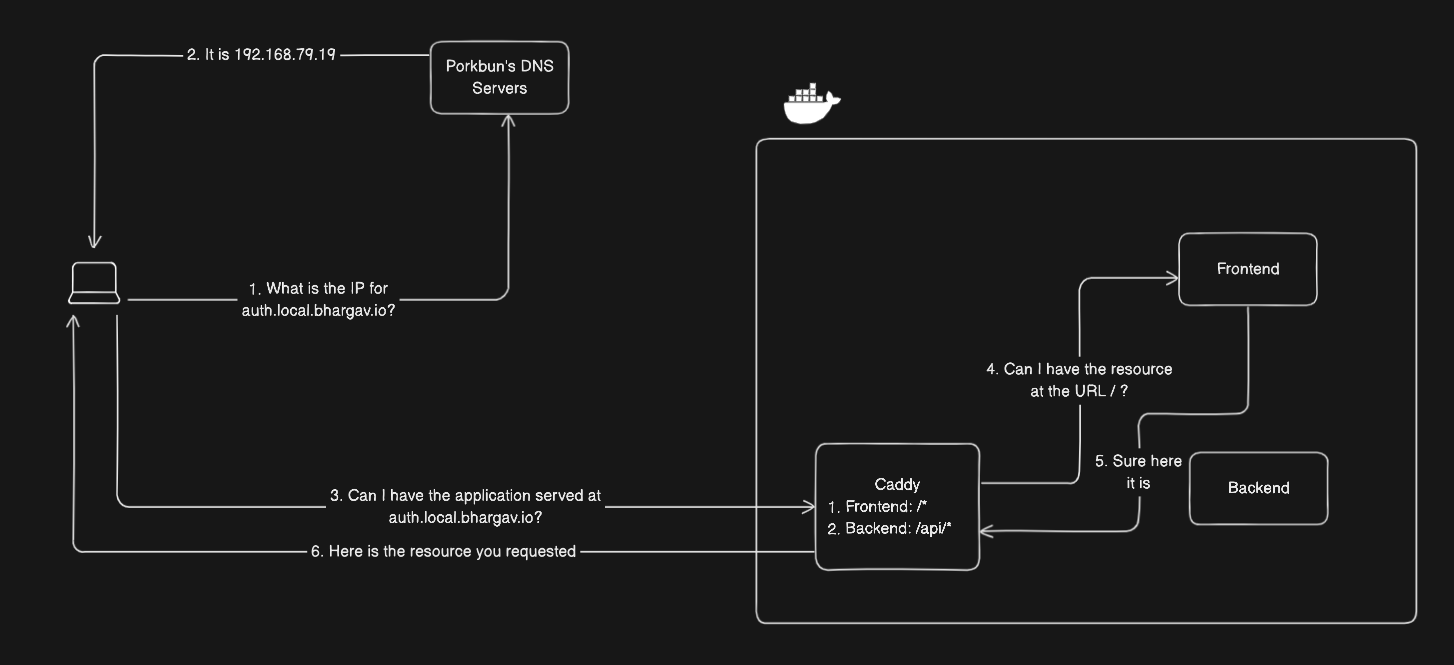 2. It is 192.168.79.19
Porkbun's DNS
Servers
1. What is the IP for
auth.local.bhargav.io?
Frontend
4. Can I have the resource
at the URL / ?
5. Sure here
it is
Backend
Caddy
1. Frontend: /*
2. Backend: /api/*
3. Can I have the application served at
auth.local.bhargav.io?
6. Here is the resource you requested